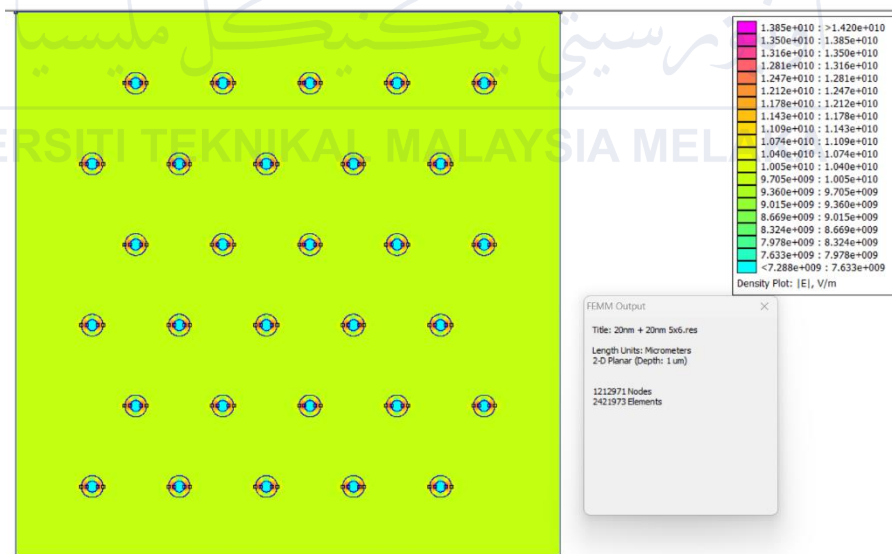 اونيۏرسيتي تيكنيكل مليسيا
ERSITI TEKNIKAL MALAYSIA MEL
1.385e+010 : >1.420e+010
1.350e+010 : 1.385e+010
1.316e+010 : 1.350e+010
1.281e+010 : 1.316e+010
1.247e+010 : 1.281e+010
1.212e+010 : 1.247e+010
1.178e+010 : 1.212e+010
1.143e+010 : 1.178e+010
1.109e+010 : 1.143e+010
1.074e+010 : 1.109e+010
1.040e+010 : 1.074e+010
1.005e+010 : 1.040e+010
9.705e+009 : 1.005e+010
9.360e+009 : 9.705e+009
9.015e+009 : 9.360e+009
8.669e+009 : 9.015e+009
8.324e+009 : 8.669e+009
7.978e+009 : 8.324e+009
7.633e+009 : 7.978e+009
<7.288e+009 : 7.633e+009
Density Plot: |E|, V/m
FEMM Output
Title: 20nm + 20nm 5x6.res
Length Units: Micrometers
2-D Planar (Depth: 1 um)
1212971 Nodes
2421973 Elements